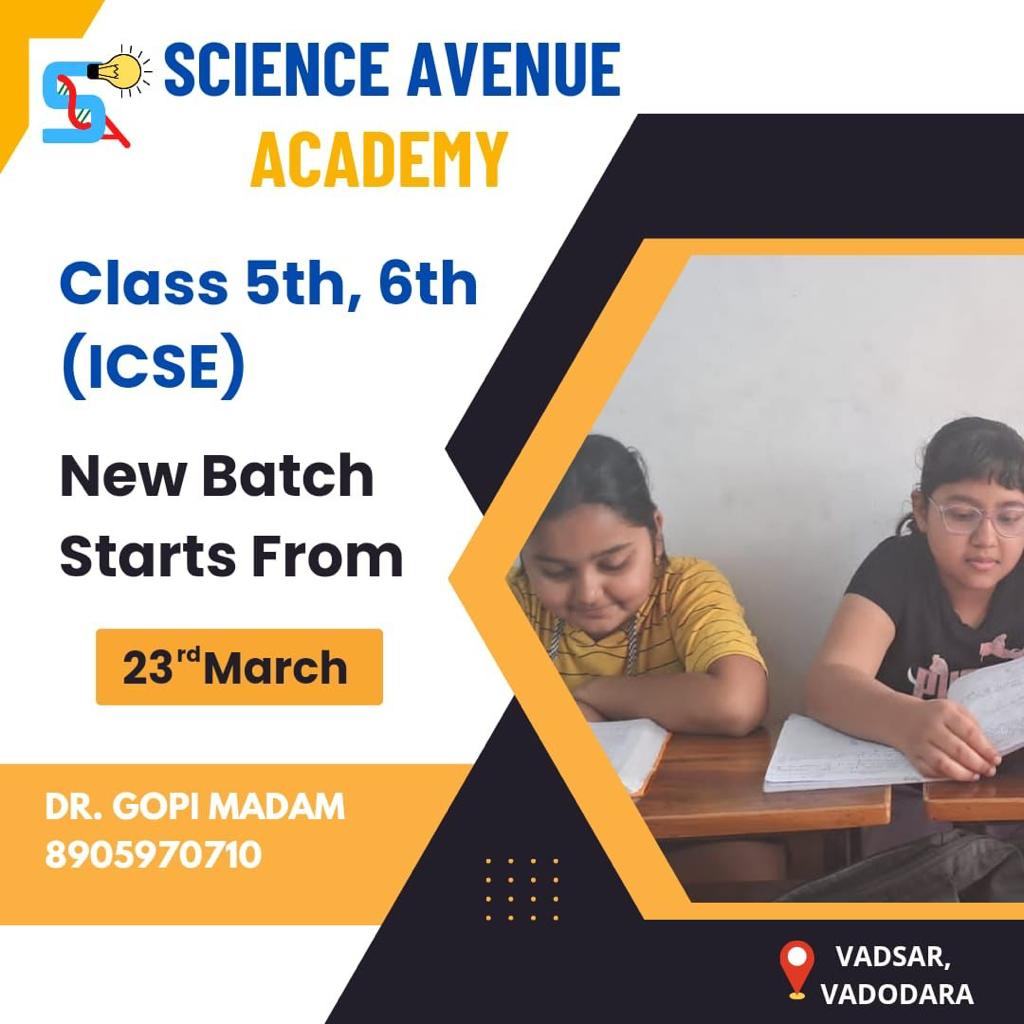 SCIENCE AVENUE
ACADEMY
Class 5th, 6th
(ICSE)
New Batch
Starts From
23rd March
DR. GOPI MADAM
8905970710
VADSAR,
VADODARA